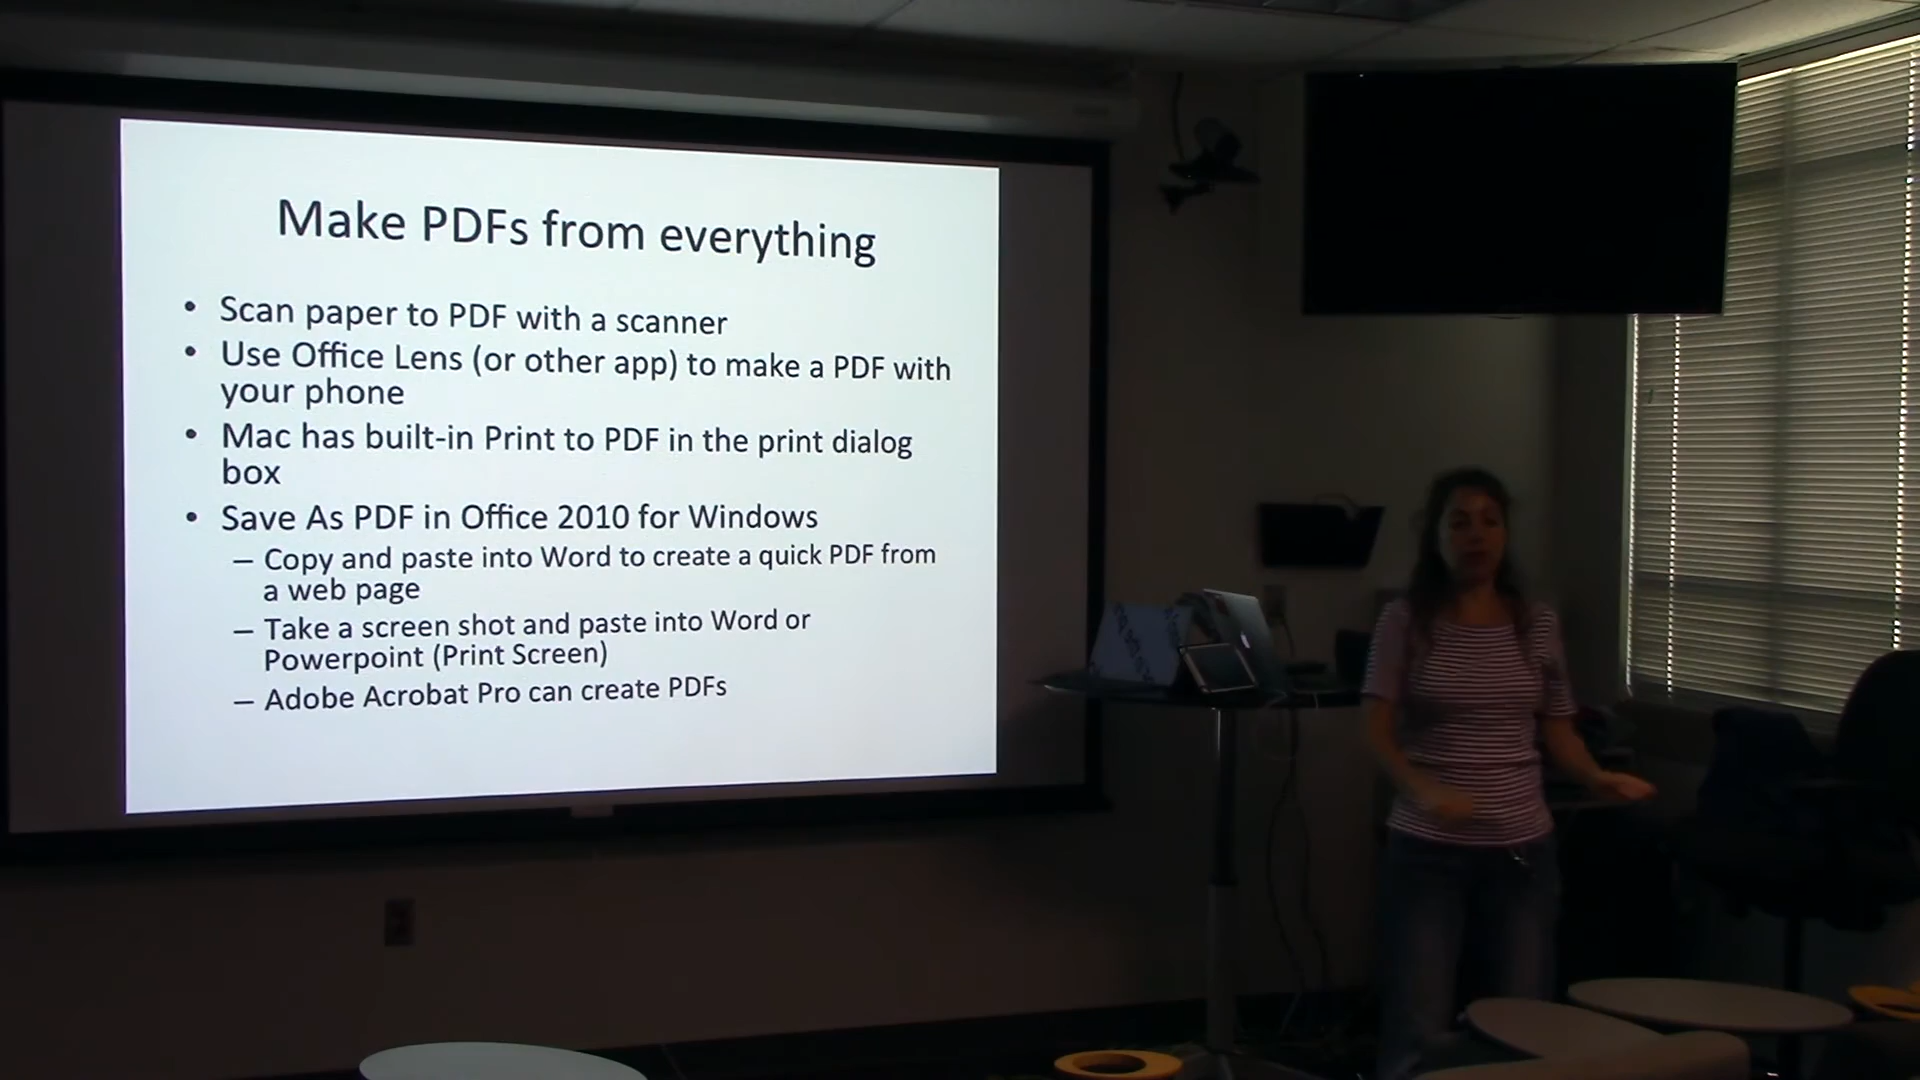 Make PDFs from everything
• Scan paper to PDF with a scanner
• Use Office Lens (or other app) to make a PDF with
your phone
• Mac has built-in Print to PDF in the print dialog
box
• Save As PDF in Office 2010 for Windows
– Copy and paste into Word to create a quick PDF from
a web page
– Take a screen shot and paste into Word or
Powerpoint (Print Screen)
– Adobe Acrobat Pro can create PDFs